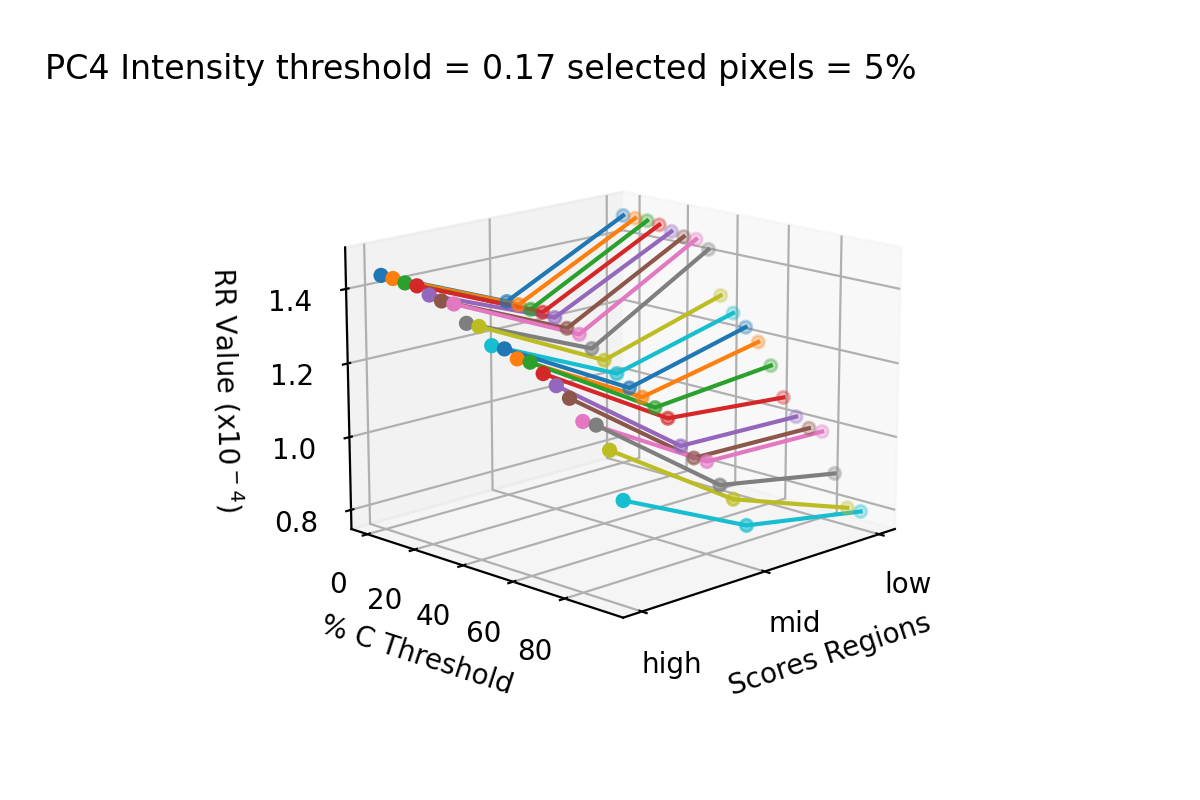 PC4 Intensity threshold = 0.17 selected pixels = 5%
RR Value (x10⁻⁴)
1.4
1.2
1.0
0.8
0
20
40
60
80
% C Threshold
high
mid
low
Scores Regions